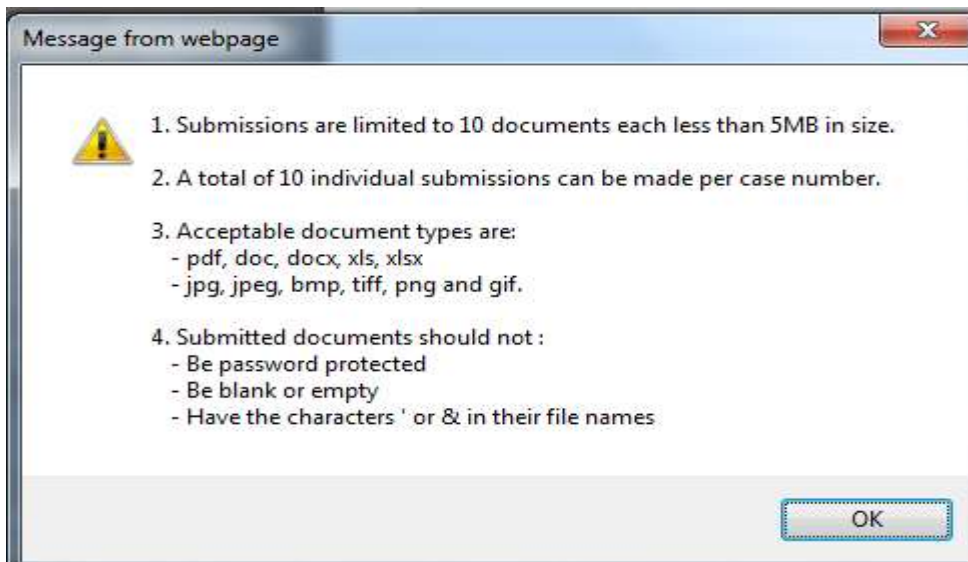 Message from webpage
1. Submissions are limited to 10 documents each less than 5MB in size.
2. A total of 10 individual submissions can be made per case number.
3. Acceptable document types are:
- pdf, doc, docx, xls, xlsx
- jpg, jpeg, bmp, tiff, png and gif.
4. Submitted documents should not :
- Be password protected
- Be blank or empty
- Have the characters ' or & in their file names
OK